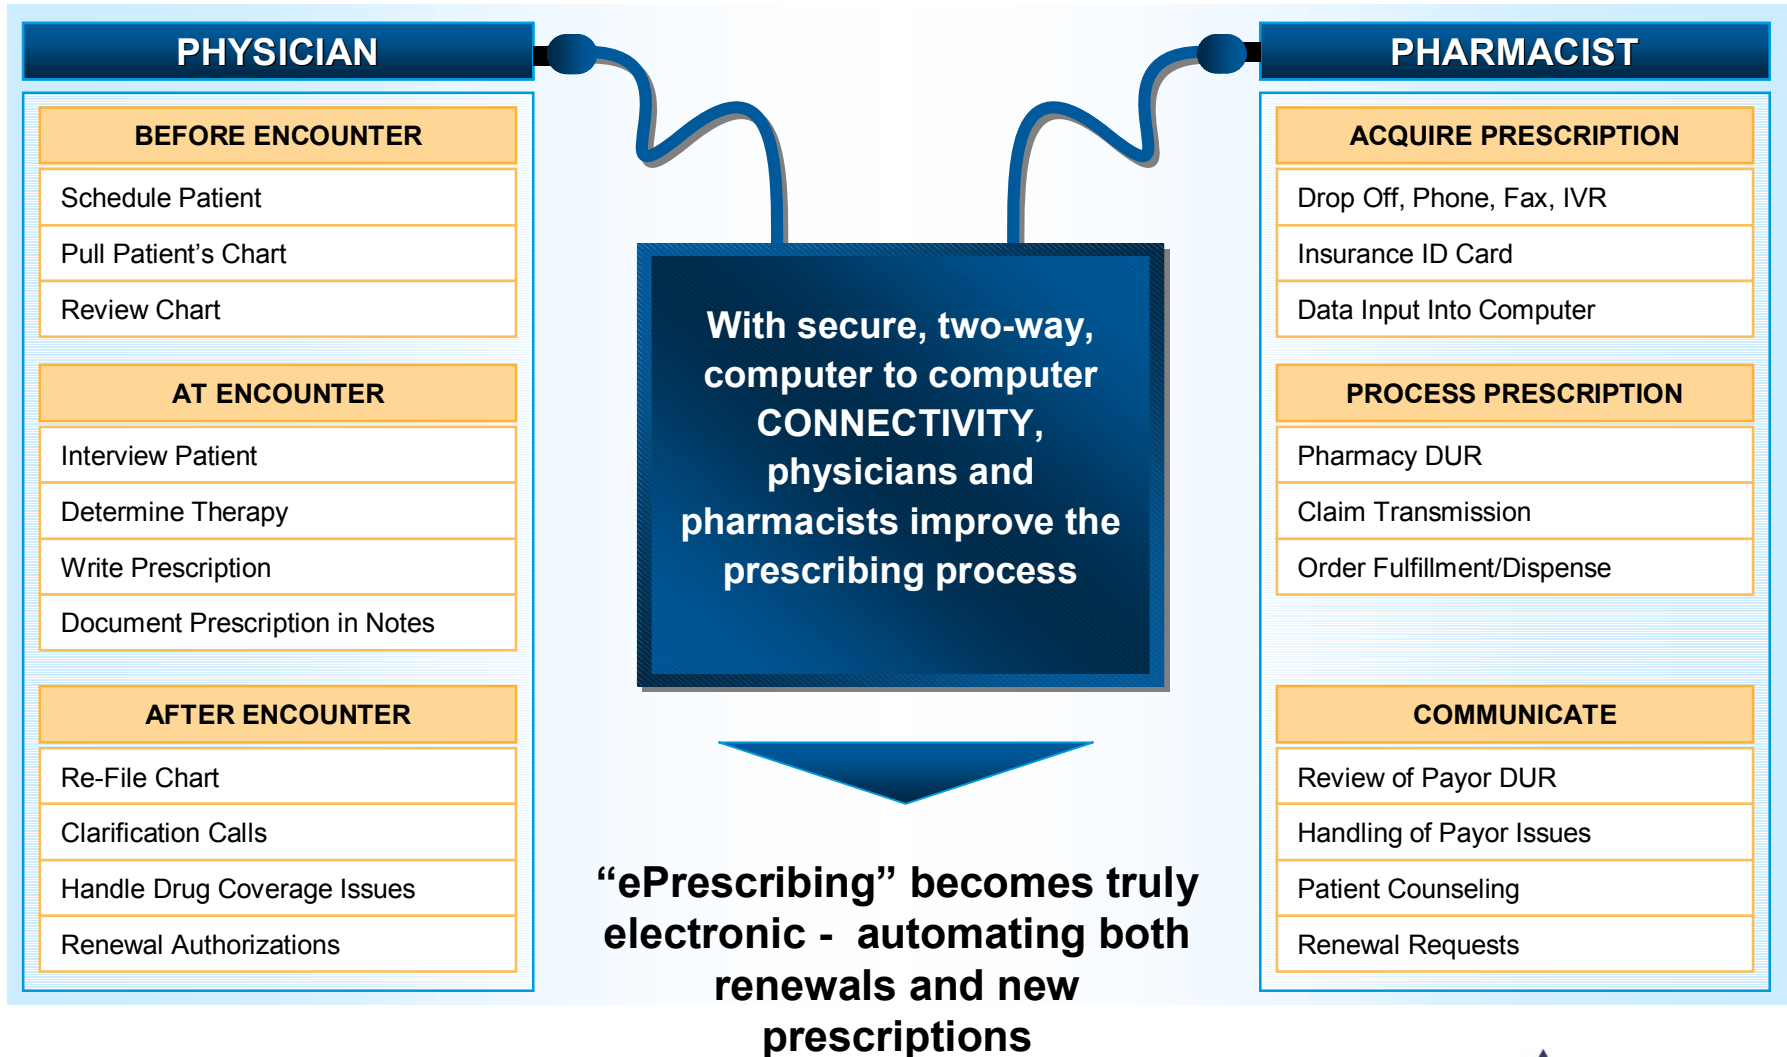 PHYSICIAN
BEFORE ENCOUNTER
Schedule Patient
Pull Patient’s Chart
Review Chart
AT ENCOUNTER
Interview Patient
Determine Therapy
Write Prescription
Document Prescription in Notes
AFTER ENCOUNTER
Re-File Chart
Clarification Calls
Handle Drug Coverage Issues
Renewal Authorizations
With secure, two-way,
computer to computer
CONNECTIVITY,
physicians and
pharmacists improve the
prescribing process
“ePrescribing” becomes truly
electronic -  automating both
renewals and new
prescriptions
PHARMACIST
ACQUIRE PRESCRIPTION
Drop Off, Phone, Fax, IVR
Insurance ID Card
Data Input Into Computer
PROCESS PRESCRIPTION
Pharmacy DUR
Claim Transmission
Order Fulfillment/Dispense
COMMUNICATE
Review of Payor DUR
Handling of Payor Issues
Patient Counseling
Renewal Requests